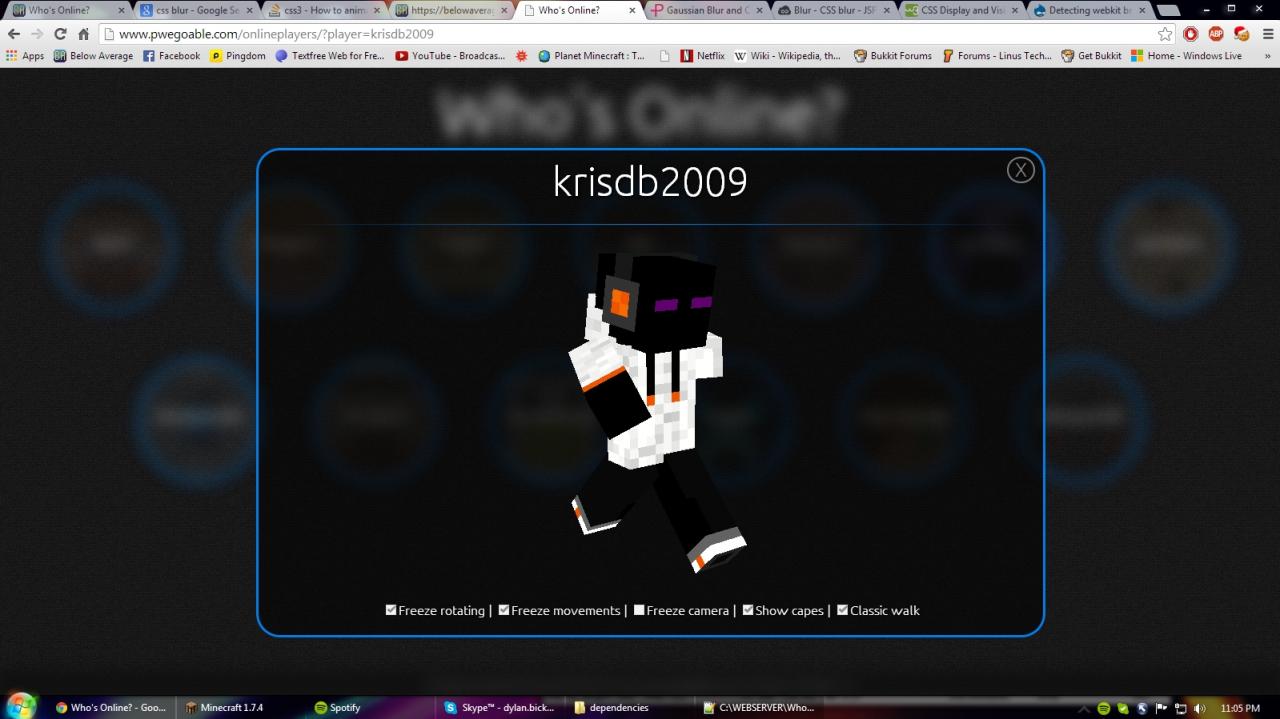 Who's Online?
css blur - Google Se
css3 - How to anim
https://belowavera
Who's Online?
Gaussian Blur and C
Blur - CSS blur - JSF
CSS Display and Vis
Detecting webkit b
www.pwegoable.com/onlineplayers/?player=krisdb2009
Apps
Below Average
Facebook
Pingdom
Textfree Web for Fre...
YouTube - Broadcas...
Planet Minecraft : T...
Netflix
Wiki - Wikipedia, th...
Bukkit Forums
Forums - Linus Tech...
Get Bukkit
Home - Windows Live
»
Who's Online?
krisdb2009
X
Freeze rotating | Freeze movements | Freeze camera | Show capes | Classic walk
Who's Online? - Goo...
Minecraft 1.7.4
Spotify
Skype™ - dylan.bick...
dependencies
C:\WEBSERVER\Who...
11:05 PM